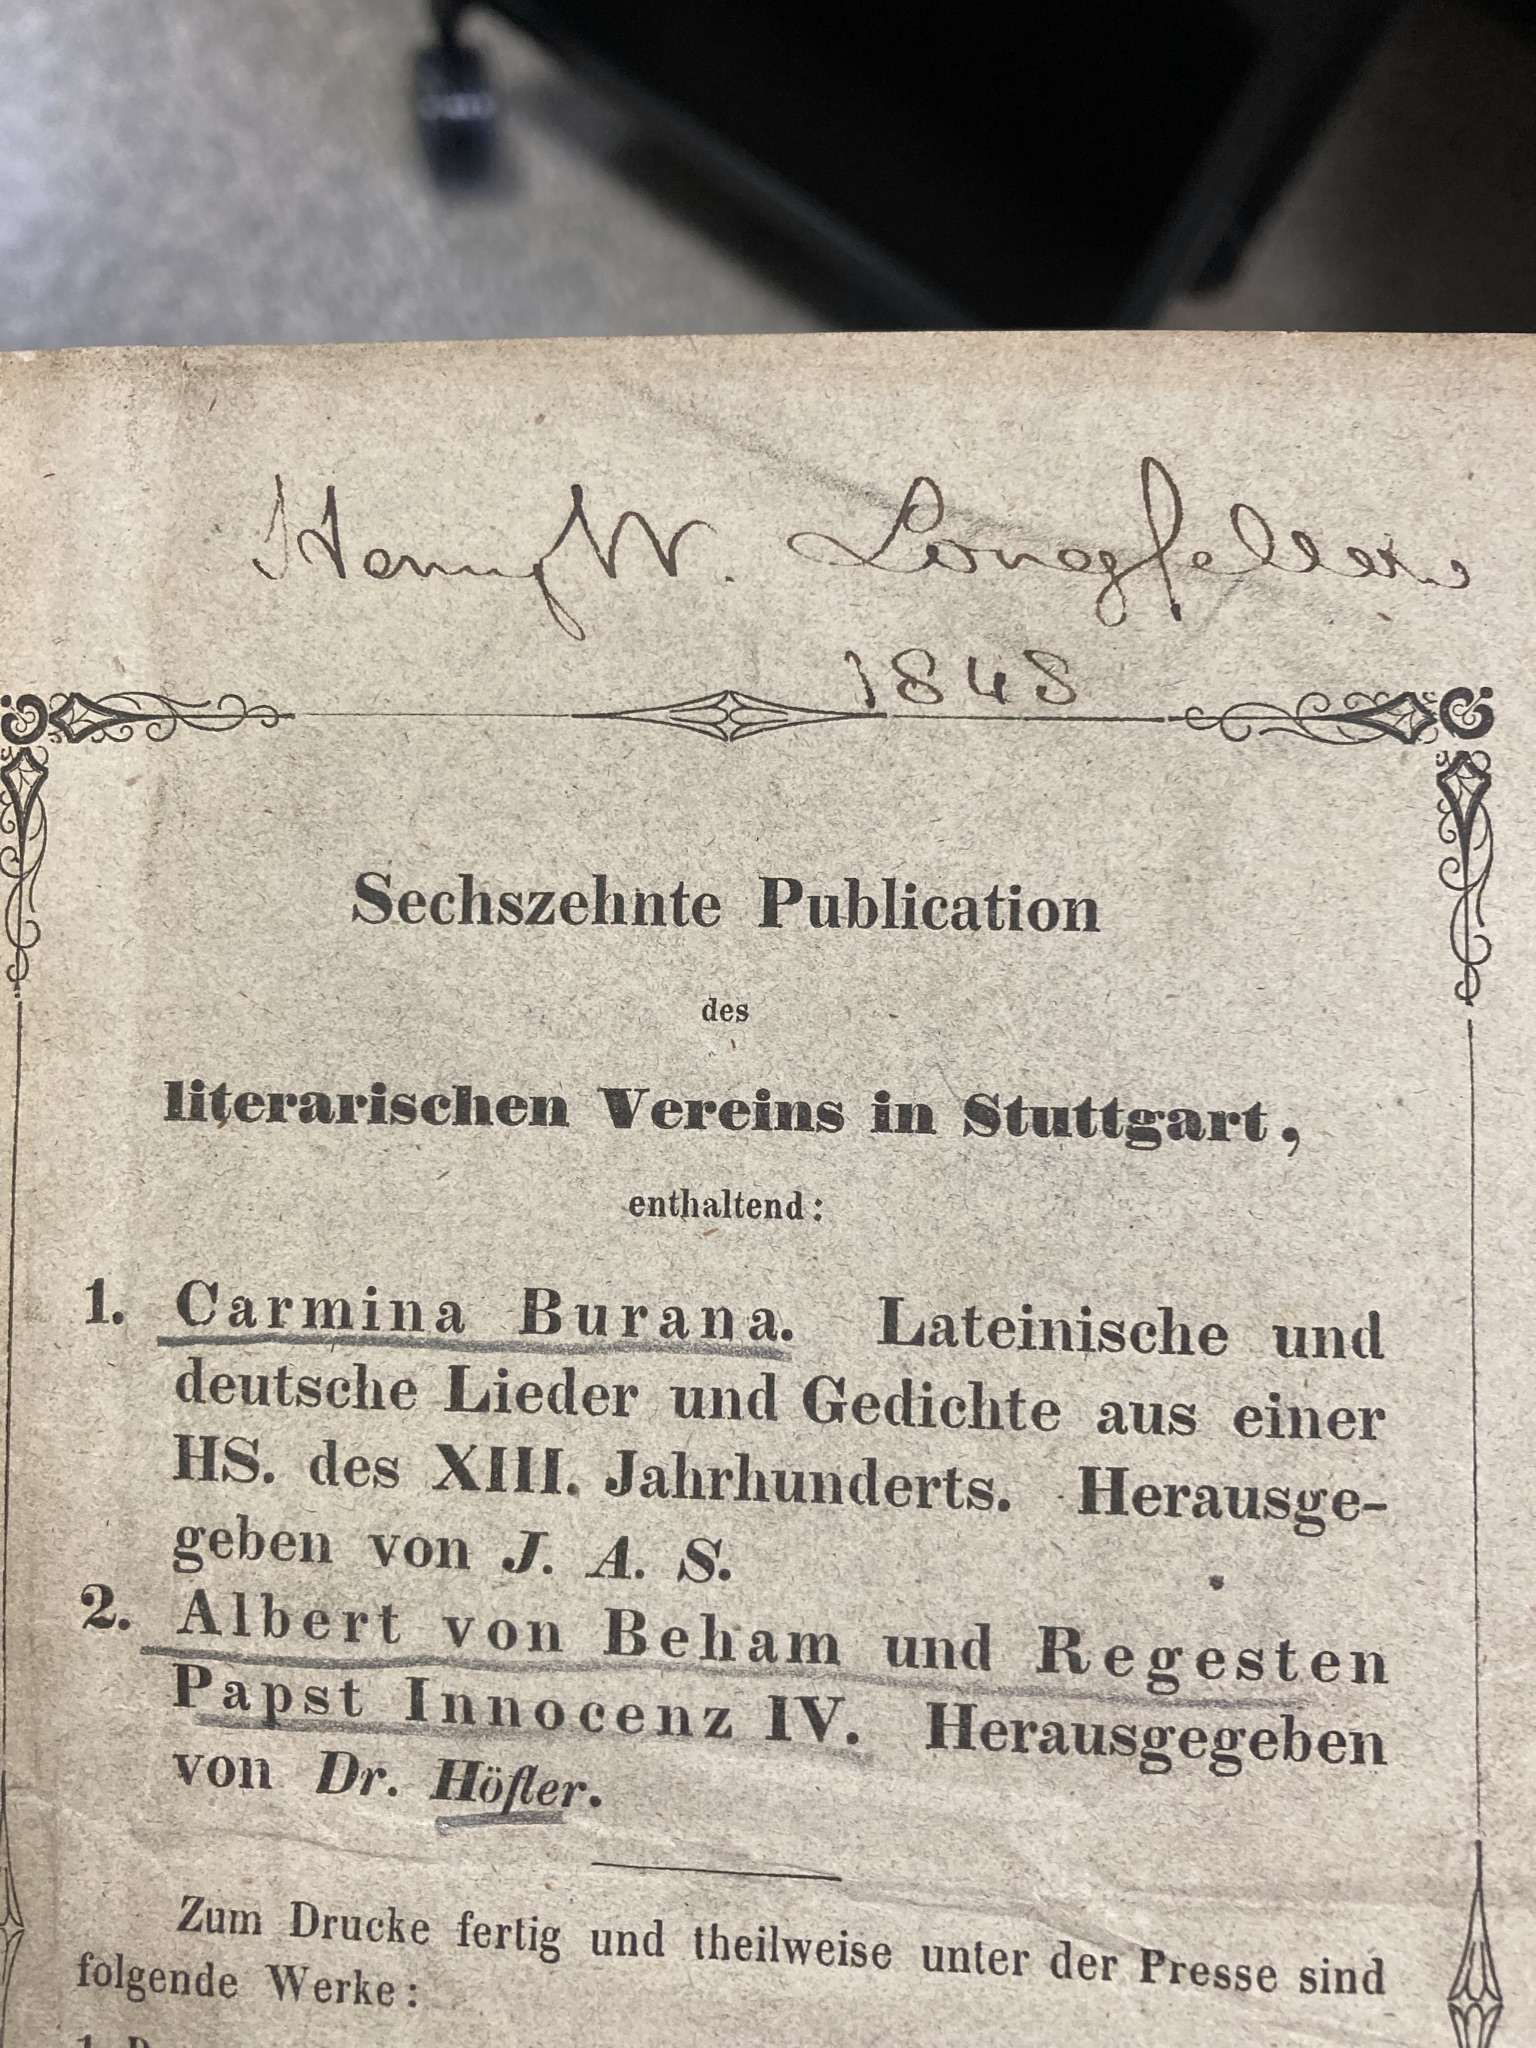 Henry W. Longfellow
1848
Sechszehnte Publication
des
literarischen Vereins in Stuttgart,
enthaltend:
1. Carmina Burana. Lateinische und
deutsche Lieder und Gedichte aus einer
HS. des XIII. Jahrhunderts. Herausge-
geben von J. A. S.
2. Albert von Beham und Regesten
Papst Innocenz IV. Herausgegeben
von Dr. Höfler.
Zum Drucke fertig und theilweise unter der Presse sind
folgende Werke: